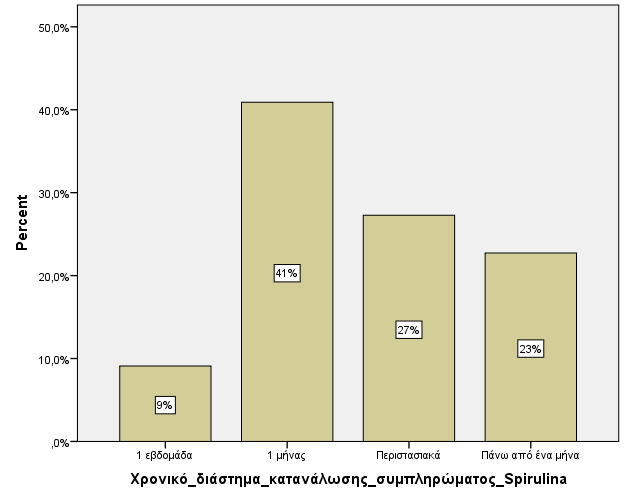 50,0%
40,0%
30,0%
20,0%
10,0%
,0%
Percent
9%
41%
27%
23%
1 εβδομάδα
1 μήνας
Περιστασιακά
Πάνω από ένα μήνα
Χρονικό_διάστημα_κατανάλωσης_συμπληρώματος_Spirulina